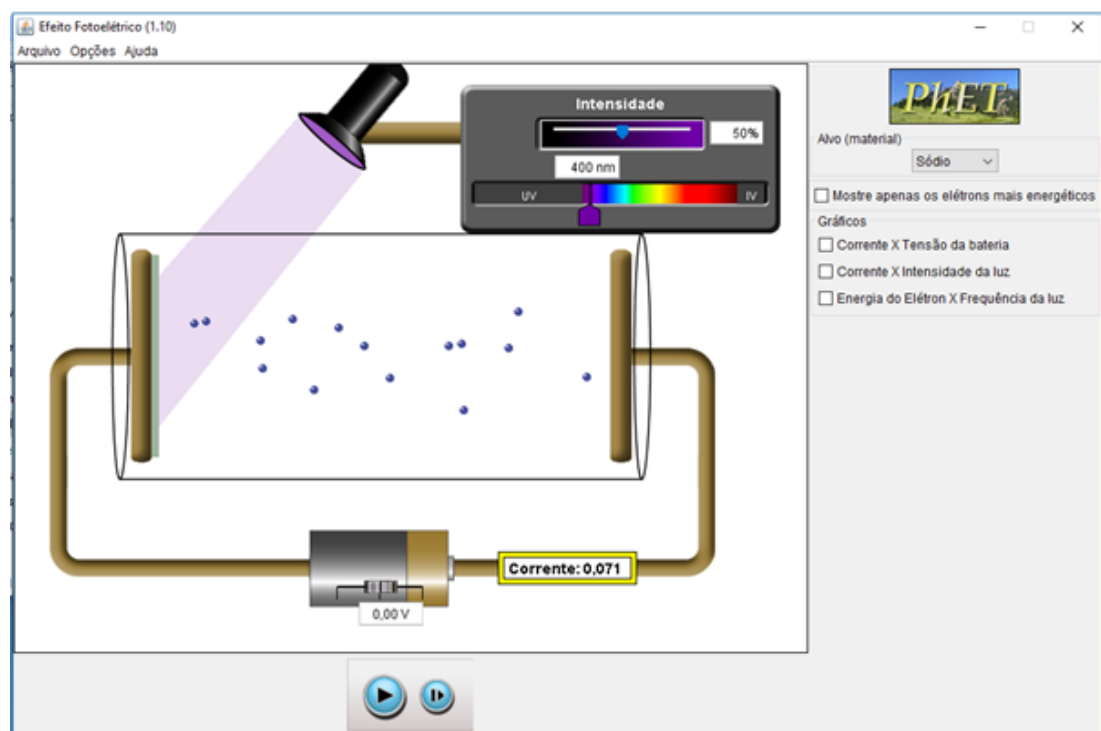 Efeito Fotoelétrico (1.10)
Arquivo Opções Ajuda
Intensidade
50%
400 nm
UV
IV
Corrente: 0,071
0,00 V
PhET
Alvo (material)
Sódio
Mostre apenas os elétrons mais energéticos
Gráficos
Corrente X Tensão da bateria
Corrente X Intensidade da luz
Energia do Elétron X Frequência da luz